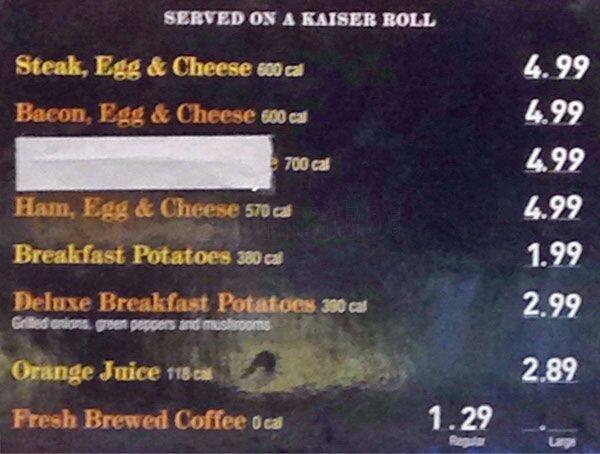 SERVED ON A KAISER ROLL
Steak, Egg & Cheese 600 cal 4.99
Bacon, Egg & Cheese 600 cal 4.99
e 700 cal 4.99
Ham, Egg & Cheese 570 cal 4.99
Breakfast Potatoes 380 cal 1.99
Deluxe Breakfast Potatoes 390 cal 2.99
Grilled onions, green peppers and mushrooms
Orange Juice 118 cal 2.89
Fresh Brewed Coffee 0 cal 1.29 .
Regular Large